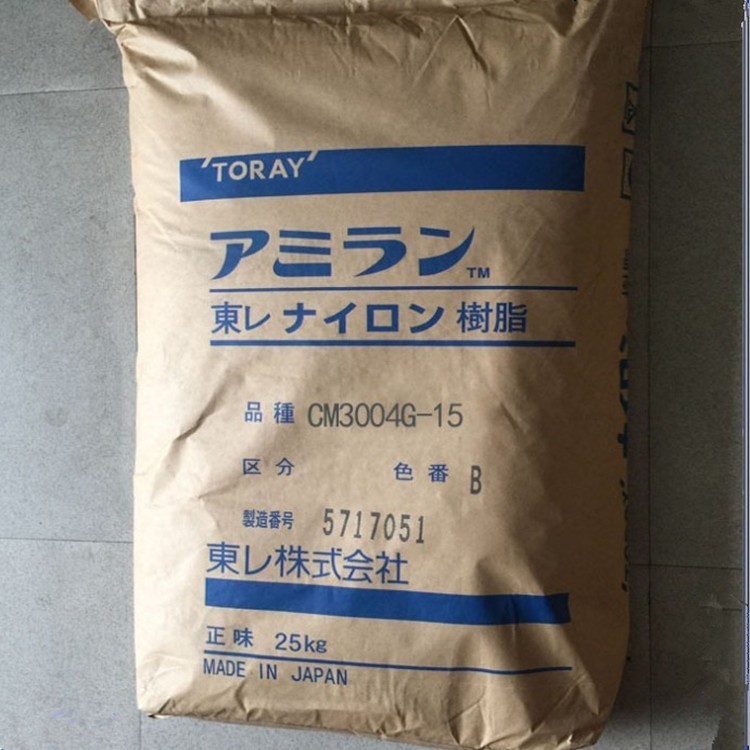 'TORAY'
アミラン™
東レ ナイロン 樹脂
品種 CM3004G-15
区分 色番 B
製造番号 5717051
東レ株式会社
正味 25kg
MADE IN JAPAN